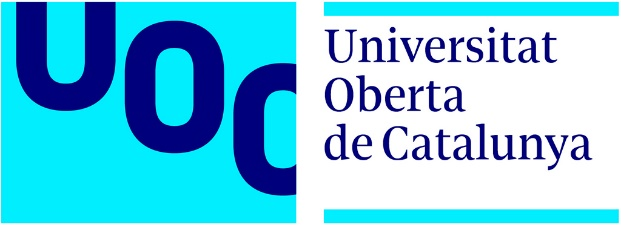 UOC
Universitat
Oberta
de Catalunya